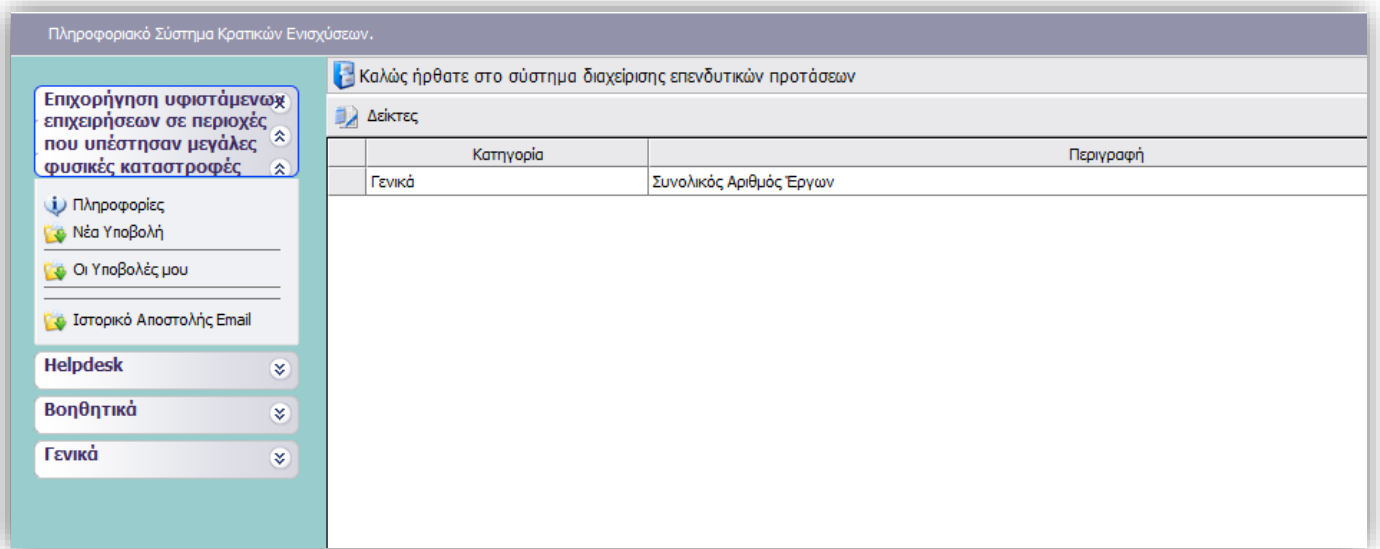 Πληροφοριακό Σύστημα Κρατικών Ενισχύσεων.
Επιχορήγηση υφιστάμενων
επιχειρήσεων σε περιοχές
που υπέστησαν μεγάλες
φυσικές καταστροφές
Πληροφορίες
Νέα Υποβολή
Οι Υποβολές μου
Ιστορικό Αποστολής Email
Helpdesk
Βοηθητικά
Γενικά
Καλώς ήρθατε στο σύστημα διαχείρισης επενδυτικών προτάσεων
Δείκτες
Κατηγορία Περιγραφή
Γενικά Συνολικός Αριθμός Έργων